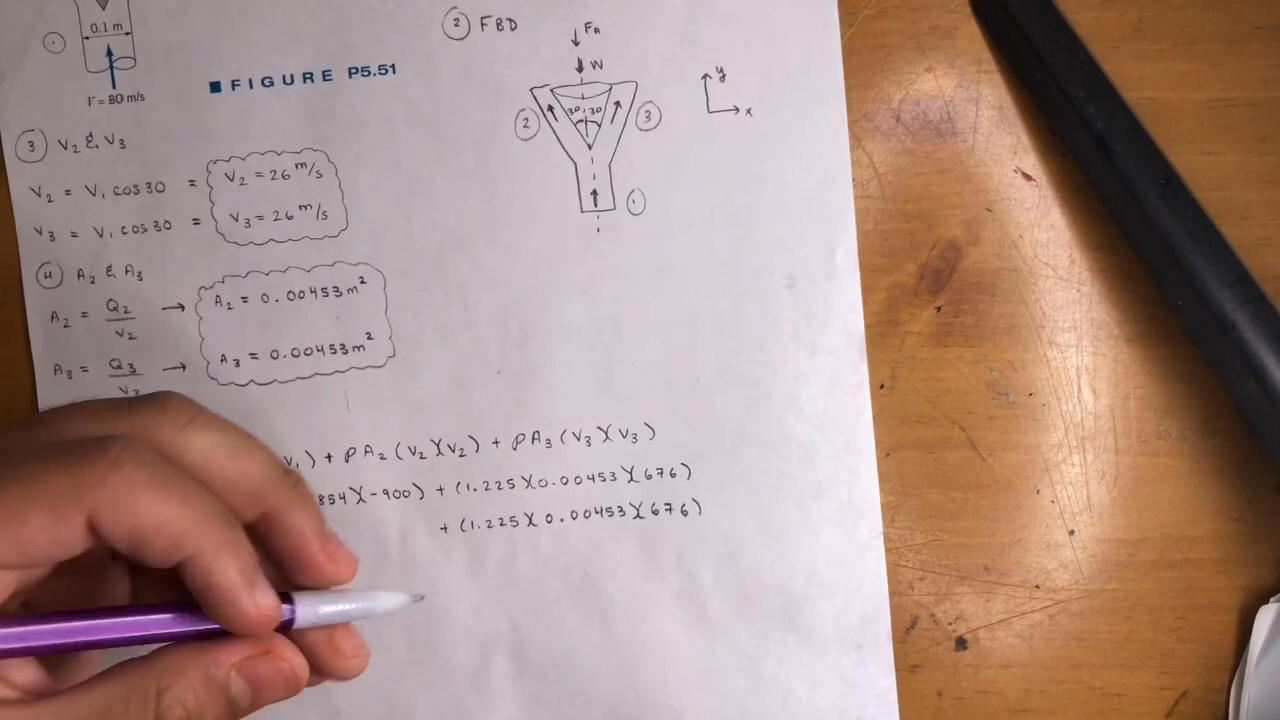 0.1 m
V = 30 m/s
■ FIGURE P5.51
② FBD
F_A
W
30 30
②
③
①
y
x
③ V₂ & V₃
V₂ = V₁ cos 30 = V₂ = 26 m/s
V₃ = V₁ cos 30 = V₃ = 26 m/s
④ A₂ & A₃
A₂ = Q₂/V₂ → A₂ = 0.00453 m²
A₃ = Q₃/V₃ → A₃ = 0.00453 m²
V₁) + ρA₂(V₂)(V₂) + ρA₃(V₃)(V₃)
854)(-900) + (1.225)(0.00453)(676)
+ (1.225)(0.00453)(676)